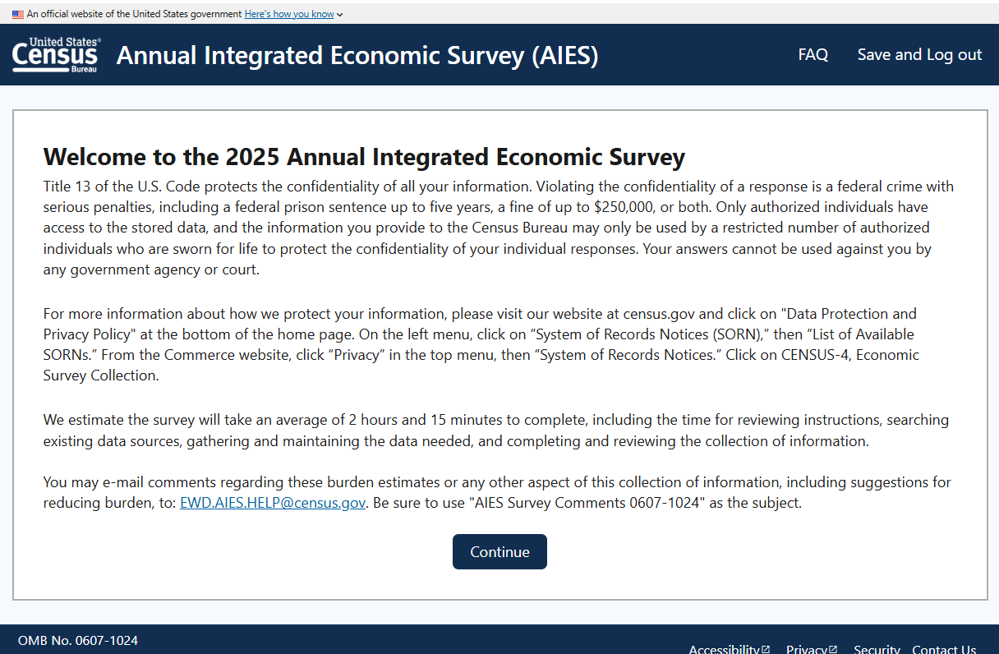 An official website of the United States government Here's how you know
United States®
Census
Bureau
Annual Integrated Economic Survey (AIES)
FAQ
Save and Log out
Welcome to the 2025 Annual Integrated Economic Survey
Title 13 of the U.S. Code protects the confidentiality of all your information. Violating the confidentiality of a response is a federal crime with
serious penalties, including a federal prison sentence up to five years, a fine of up to $250,000, or both. Only authorized individuals have
access to the stored data, and the information you provide to the Census Bureau may only be used by a restricted number of authorized
individuals who are sworn for life to protect the confidentiality of your individual responses. Your answers cannot be used against you by
any government agency or court.
For more information about how we protect your information, please visit our website at census.gov and click on "Data Protection and
Privacy Policy" at the bottom of the home page. On the left menu, click on “System of Records Notices (SORN),” then “List of Available
SORNs.” From the Commerce website, click “Privacy” in the top menu, then “System of Records Notices.” Click on CENSUS-4, Economic
Survey Collection.
We estimate the survey will take an average of 2 hours and 15 minutes to complete, including the time for reviewing instructions, searching
existing data sources, gathering and maintaining the data needed, and completing and reviewing the collection of information.
You may e-mail comments regarding these burden estimates or any other aspect of this collection of information, including suggestions for
reducing burden, to: EWD.AIES.HELP@census.gov. Be sure to use "AIES Survey Comments 0607-1024" as the subject.
Continue
OMB No. 0607-1024
Accessibility
Privacy
Security
Contact Us